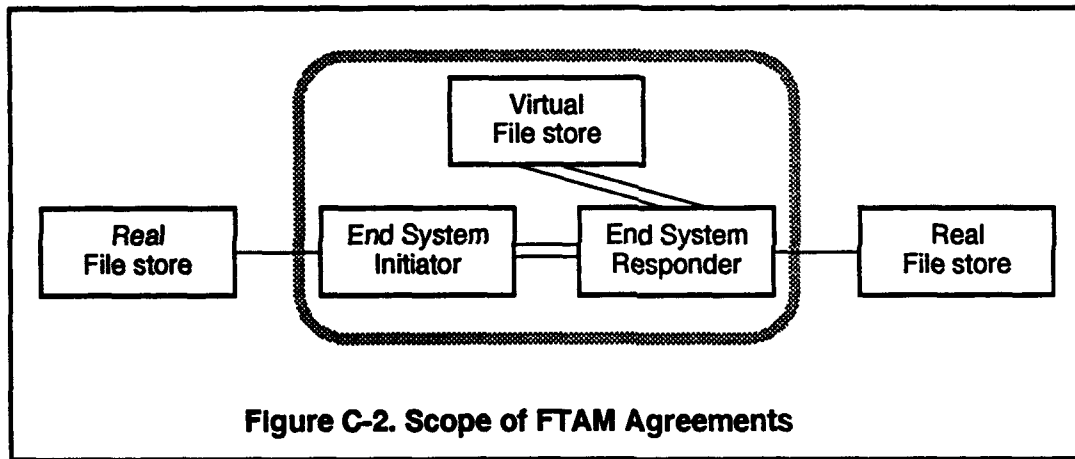 Virtual
File store
Real
File store
End System
Initiator
End System
Responder
Real
File store
Figure C-2. Scope of FTAM Agreements